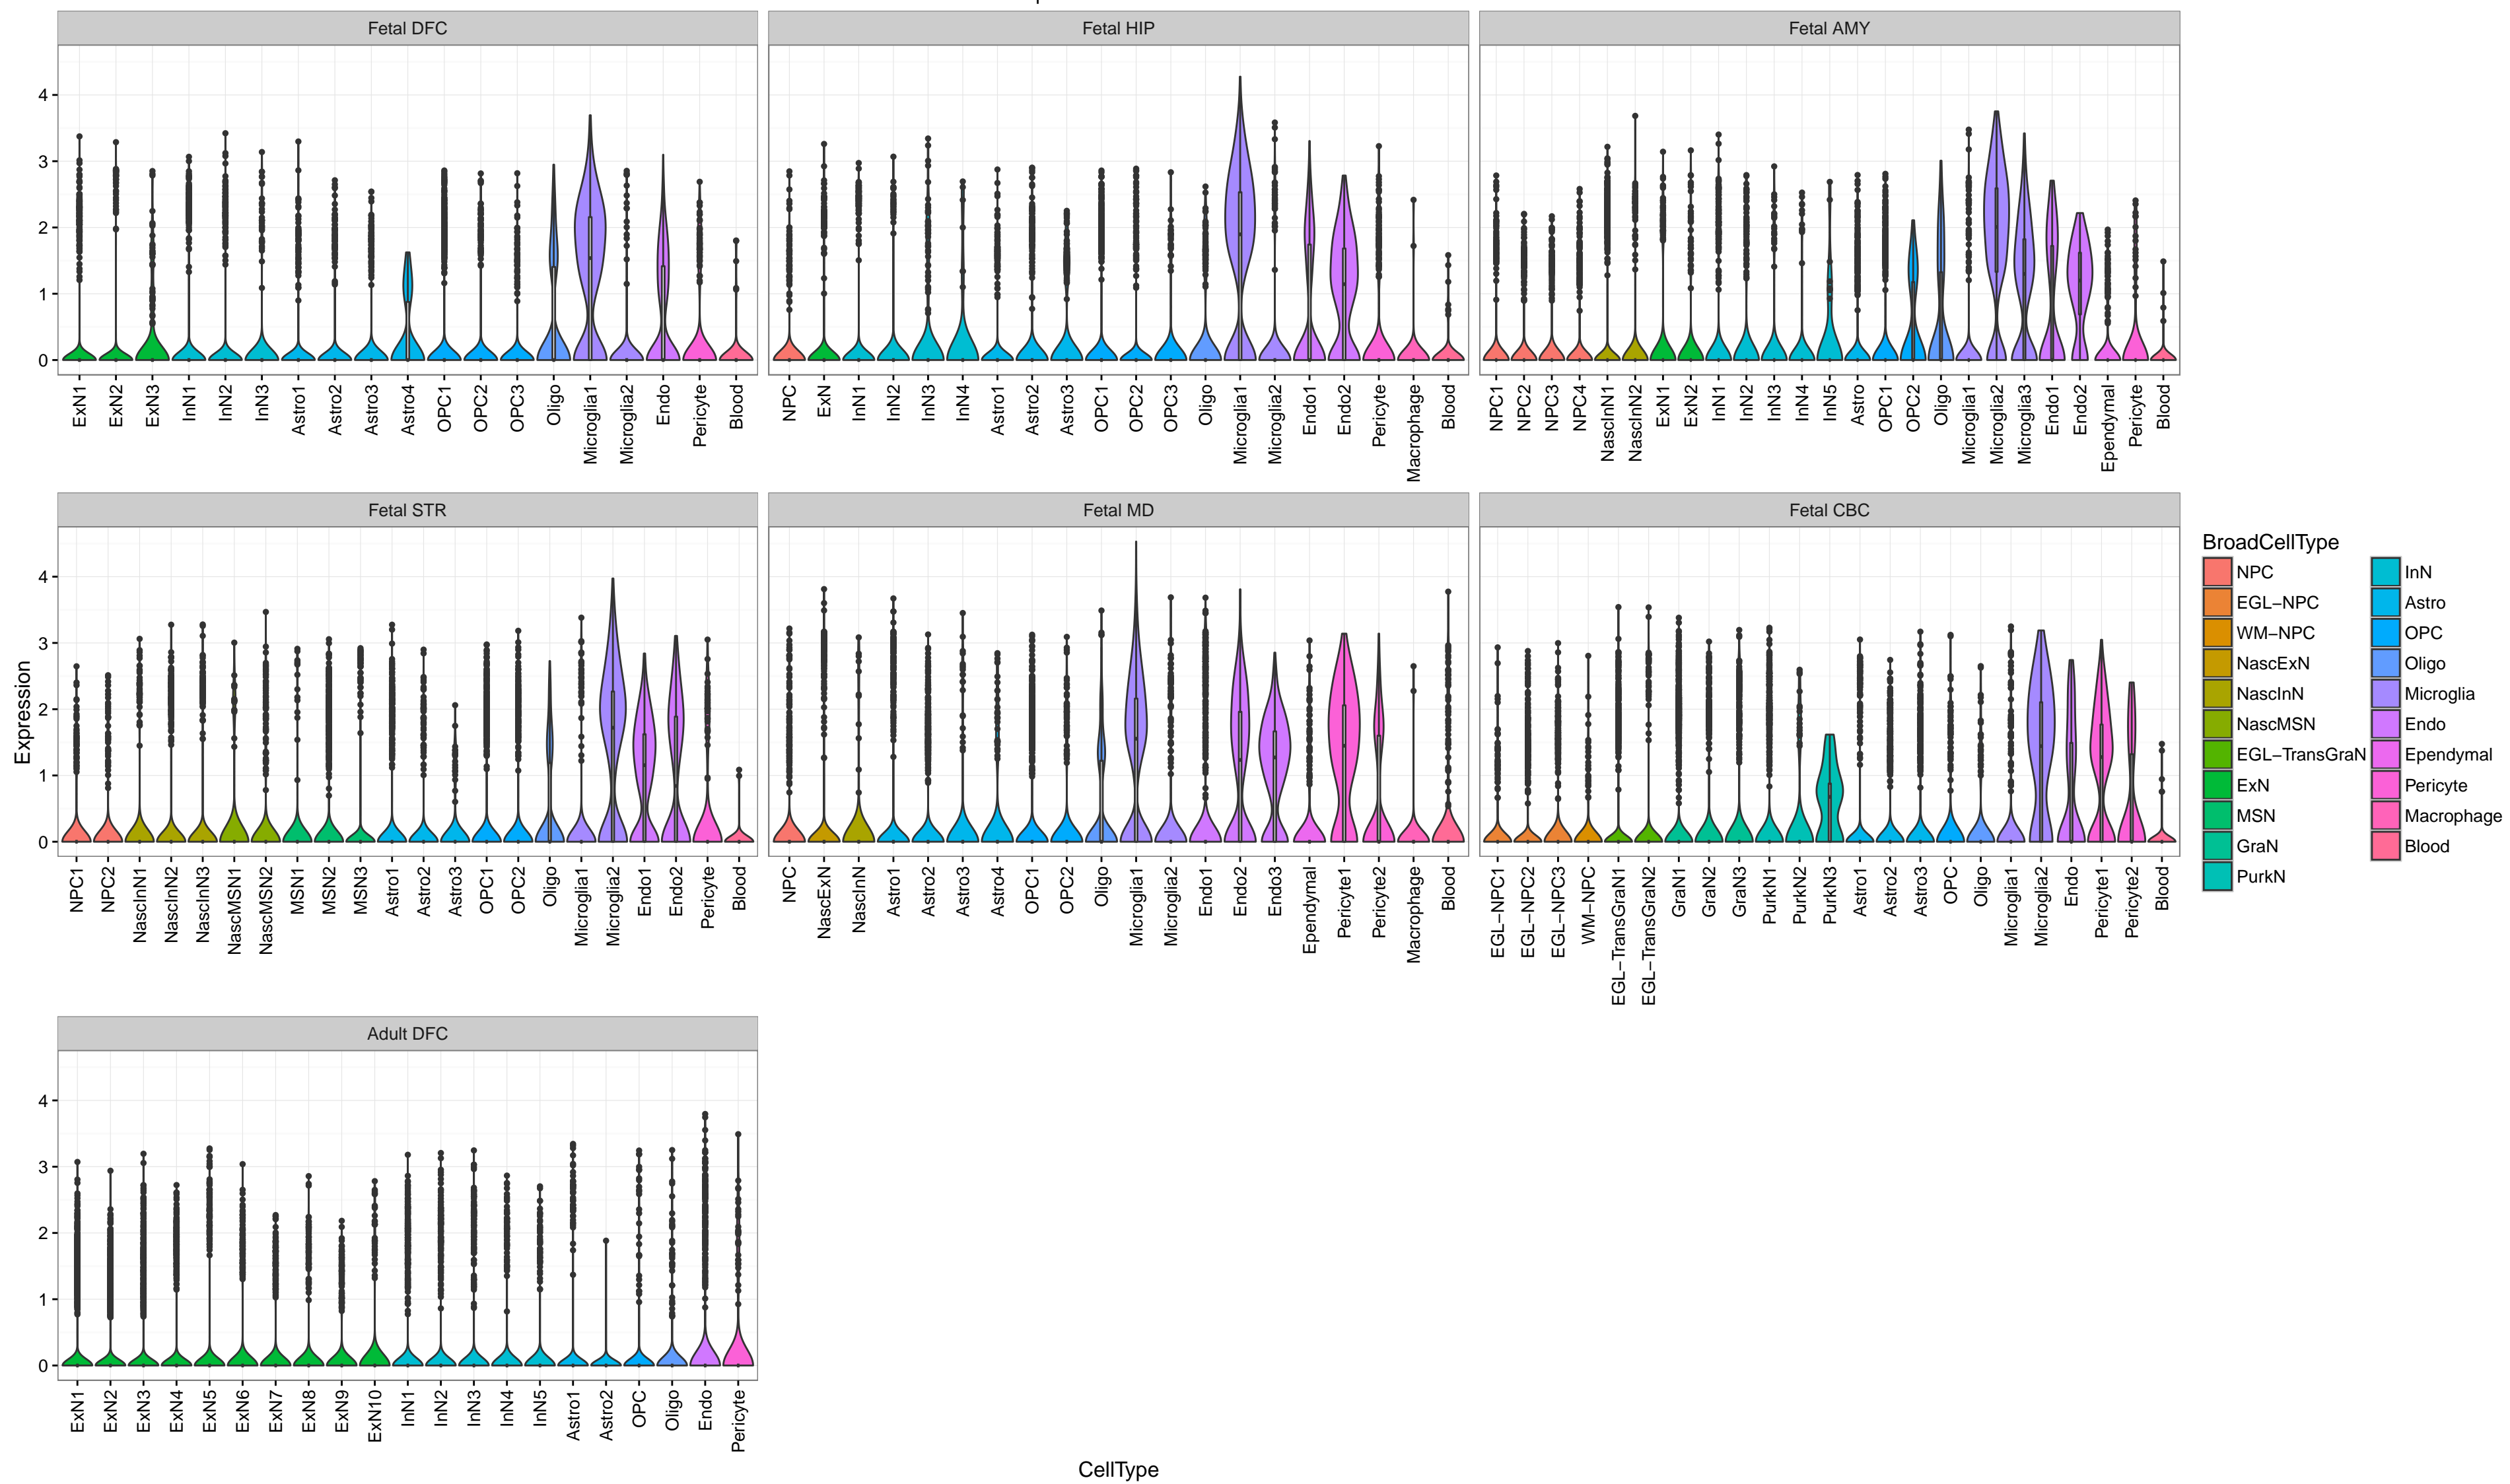 Fetal DFC
Fetal HIP
Fetal AMY
4
3
2
1
0
ExN1
ExN2
ExN3
InN1
InN2
InN3
Astro1
Astro2
Astro3
Astro4
OPC1
OPC2
OPC3
Oligo
Microglia1
Microglia2
Endo
Pericyte
Blood
NPC
ExN
InN1
InN2
InN3
InN4
Astro1
Astro2
Astro3
OPC1
OPC2
OPC3
Oligo
Microglia1
Microglia2
Endo1
Endo2
Pericyte
Macrophage
Blood
NPC1
NPC2
NPC3
NPC4
NascInN1
NascInN2
ExN1
ExN2
InN1
InN2
InN3
InN4
InN5
Astro
OPC1
OPC2
Oligo
Microglia1
Microglia2
Microglia3
Endo1
Endo2
Ependymal
Pericyte
Blood
Fetal STR
Fetal MD
Fetal CBC
Expression
4
3
2
1
0
NPC1
NPC2
NascInN1
NascInN2
NascInN3
NascMSN1
NascMSN2
MSN1
MSN2
MSN3
Astro1
Astro2
Astro3
OPC1
OPC2
Oligo
Microglia1
Microglia2
Endo1
Endo2
Pericyte
Blood
NPC
NascExN
NascInN
Astro1
Astro2
Astro3
Astro4
OPC1
OPC2
Oligo
Microglia1
Microglia2
Endo1
Endo2
Endo3
Ependymal
Pericyte1
Pericyte2
Macrophage
Blood
EGL−NPC1
EGL−NPC2
EGL−NPC3
WM−NPC
EGL−TransGraN1
EGL−TransGraN2
GraN1
GraN2
GraN3
PurkN1
PurkN2
PurkN3
Astro1
Astro2
Astro3
OPC
Oligo
Microglia1
Microglia2
Endo
Pericyte1
Pericyte2
Blood
BroadCellType
NPC
EGL−NPC
WM−NPC
NascExN
NascInN
NascMSN
EGL−TransGraN
ExN
MSN
GraN
PurkN
InN
Astro
OPC
Oligo
Microglia
Endo
Ependymal
Pericyte
Macrophage
Blood
Adult DFC
4
3
2
1
0
ExN1
ExN2
ExN3
ExN4
ExN5
ExN6
ExN7
ExN8
ExN9
ExN10
InN1
InN2
InN3
InN4
InN5
Astro1
Astro2
OPC
Oligo
Endo
Pericyte
CellType